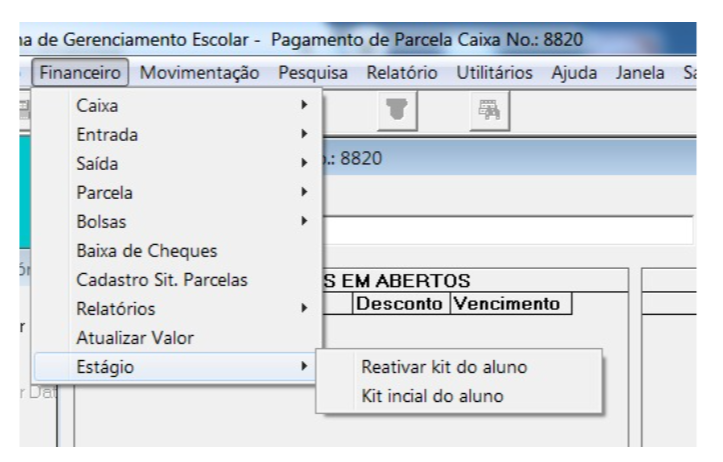 de Gerenciamento Escolar - Pagamento de Parcela Caixa No.: 8820
Financeiro Movimentação Pesquisa Relatório Utilitários Ajuda Janela
Caixa
Entrada
Saída
.: 8820
Parcela
Bolsas
Baixa de Cheques
Cadastro Sit. Parcelas
S EM ABERTOS
Relatórios
Desconto Vencimento
Atualizar Valor
Estágio
Reativar kit do aluno
Kit incial do aluno